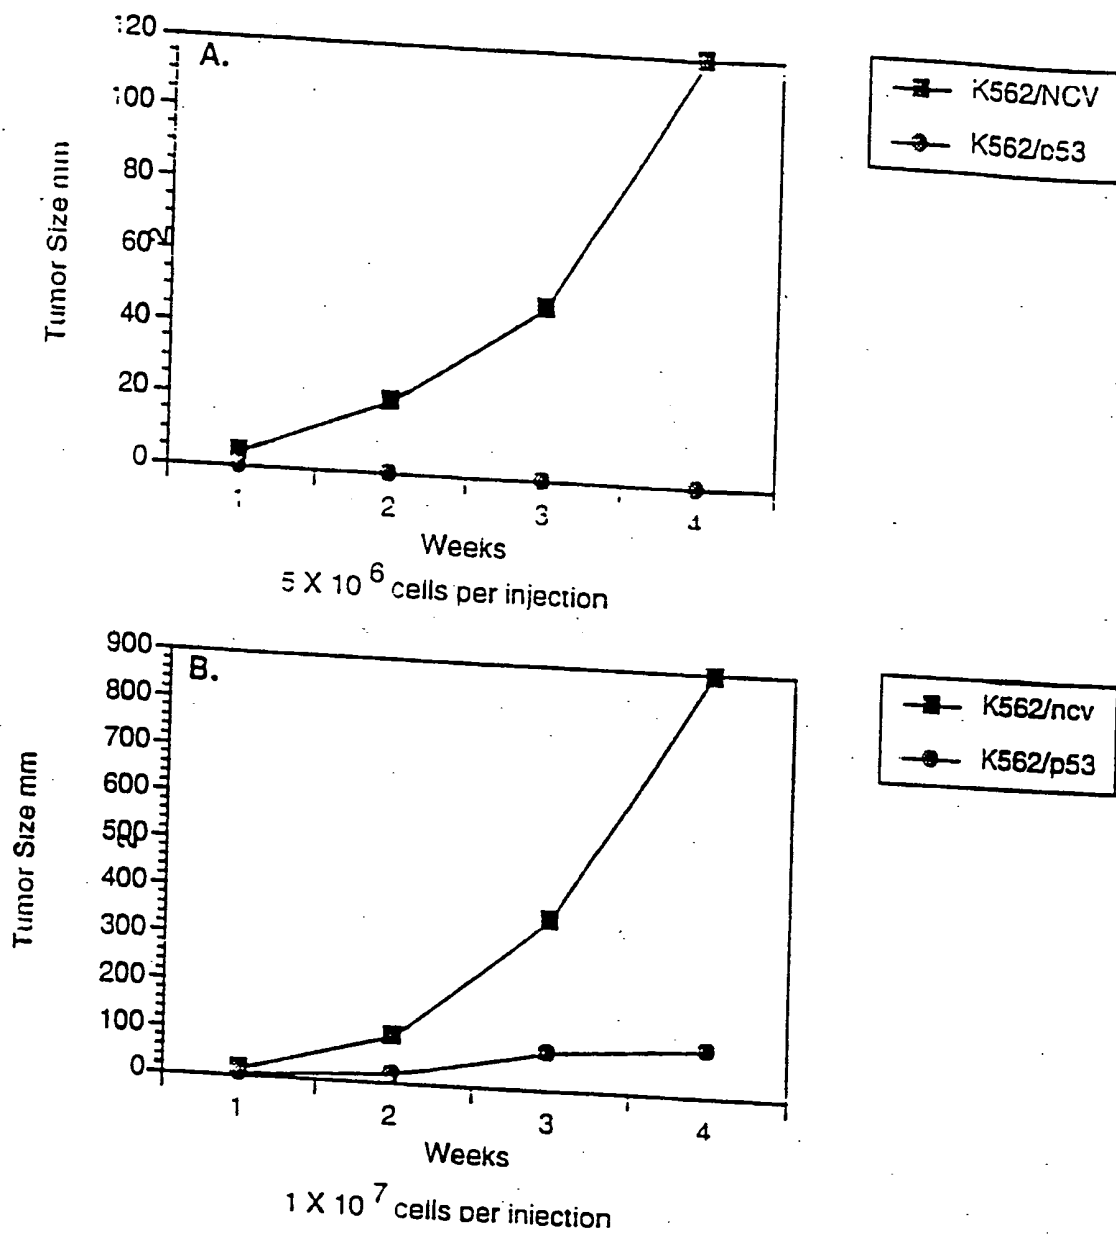 A.
120
100
80
60
40
20
0
Tumor Size mm 2
1 2 3 4
Weeks
5 X 10 6 cells per injection
K562/NCV
K562/p53
B.
900
800
700
600
500
400
300
200
100
0
Tumor Size mm 2
1 2 3 4
Weeks
1 X 10 7 cells per injection
K562/ncv
K562/p53